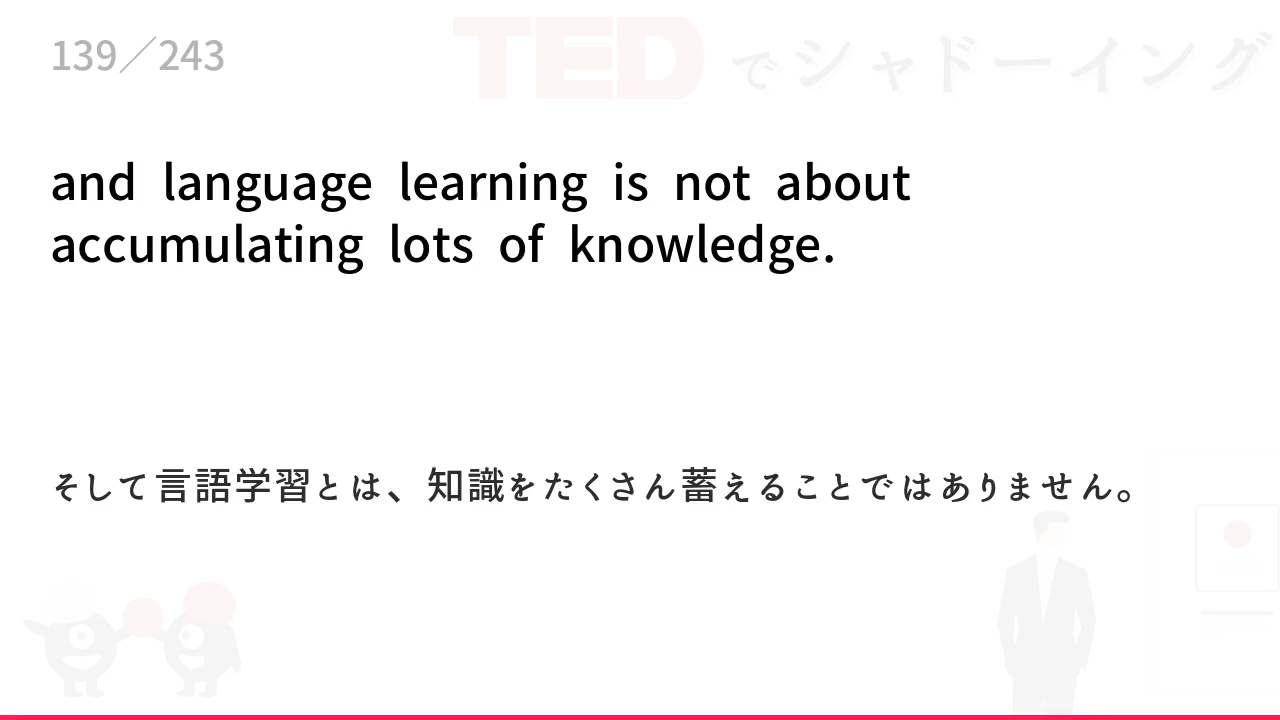 139／243
TEDでシャドーイング
and language learning is not about
accumulating lots of knowledge.
そして言語学習とは、知識をたくさん蓄えることではありません。